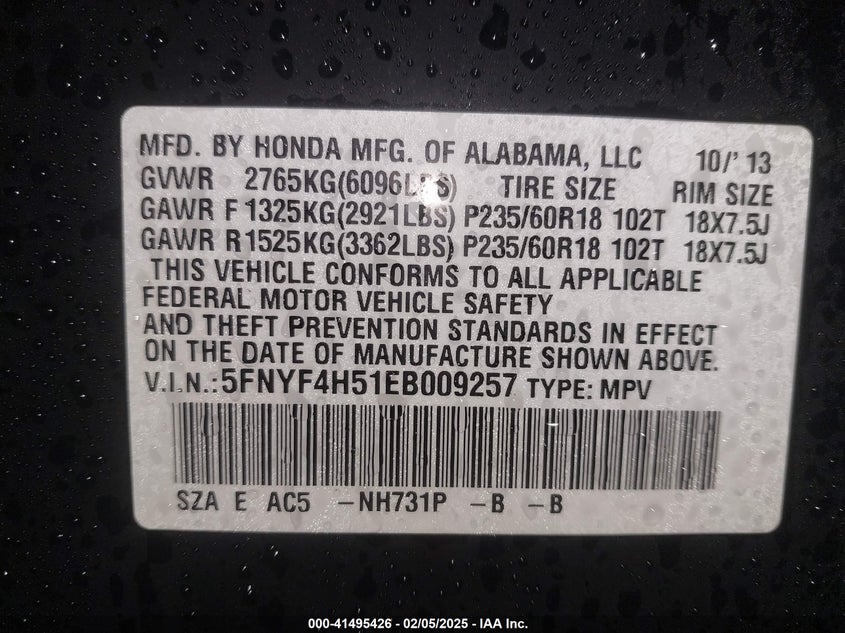 MFD. BY HONDA MFG. OF ALABAMA, LLC 10/' 13
GVWR 2765KG(6096LBS) TIRE SIZE RIM SIZE
GAWR F 1325KG(2921LBS) P235/60R18 102T 18X7.5J
GAWR R1525KG(3362LBS) P235/60R18 102T 18X7.5J
THIS VEHICLE CONFORMS TO ALL APPLICABLE
FEDERAL MOTOR VEHICLE SAFETY
AND THEFT PREVENTION STANDARDS IN EFFECT
ON THE DATE OF MANUFACTURE SHOWN ABOVE.
V.I.N.:5FNYF4H51EB009257 TYPE: MPV
SZA E AC5 -NH731P -B -B
000-41495426 - 02/05/2025 - IAA Inc.